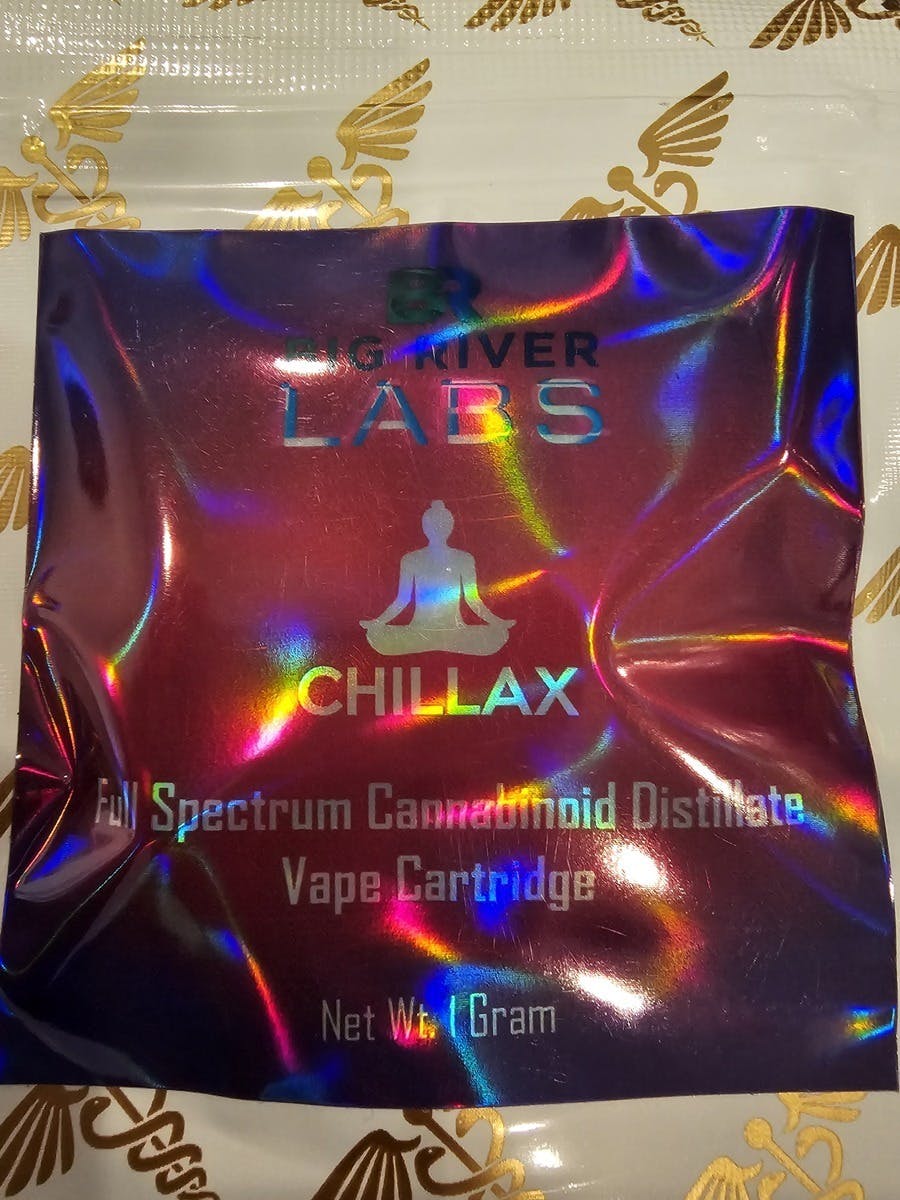 BR
BIG RIVER
LABS
CHILLAX
Full Spectrum Cannabinoid Distillate
Vape Cartridge
Net Wt. 1 Gram